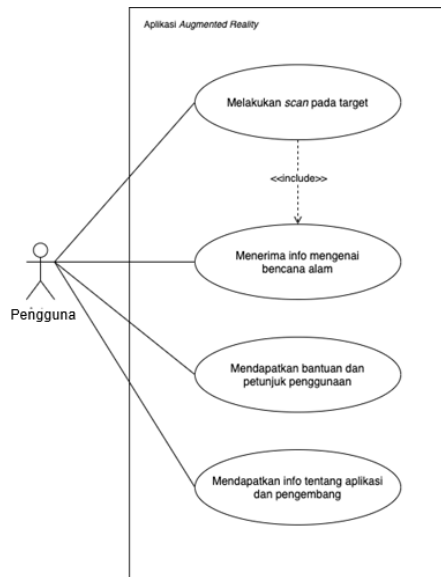 Aplikasi Augmented Reality
Melakukan scan pada target
<<include>>
Menerima info mengenai
bencana alam
Pengguna
Mendapatkan bantuan dan
petunjuk penggunaan
Mendapatkan info tentang aplikasi
dan pengembang